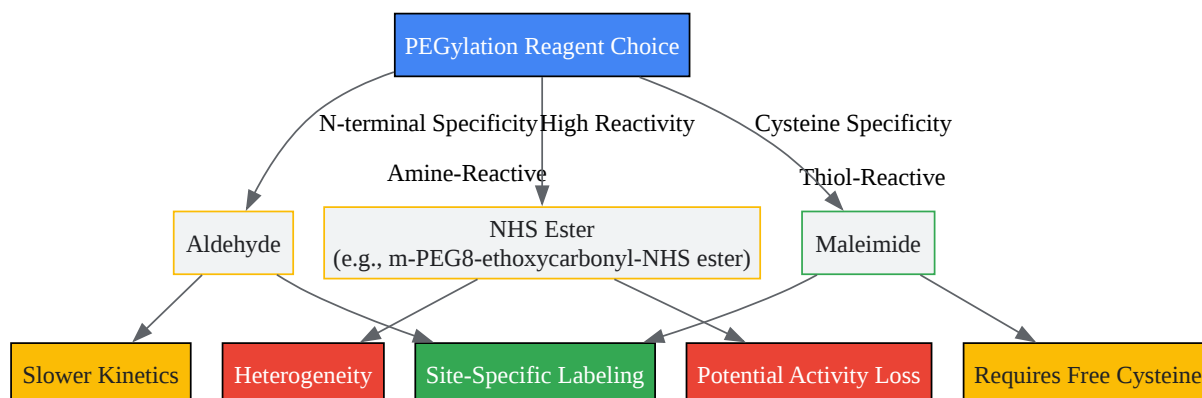 PEGylation Reagent Choice
N-terminal Specificity
High Reactivity
Cysteine Specificity
Amine-Reactive
Thiol-Reactive
Aldehyde
NHS Ester
(e.g., m-PEG8-ethoxycarbonyl-NHS ester)
Maleimide
Slower Kinetics
Heterogeneity
Site-Specific Labeling
Potential Activity Loss
Requires Free Cysteine